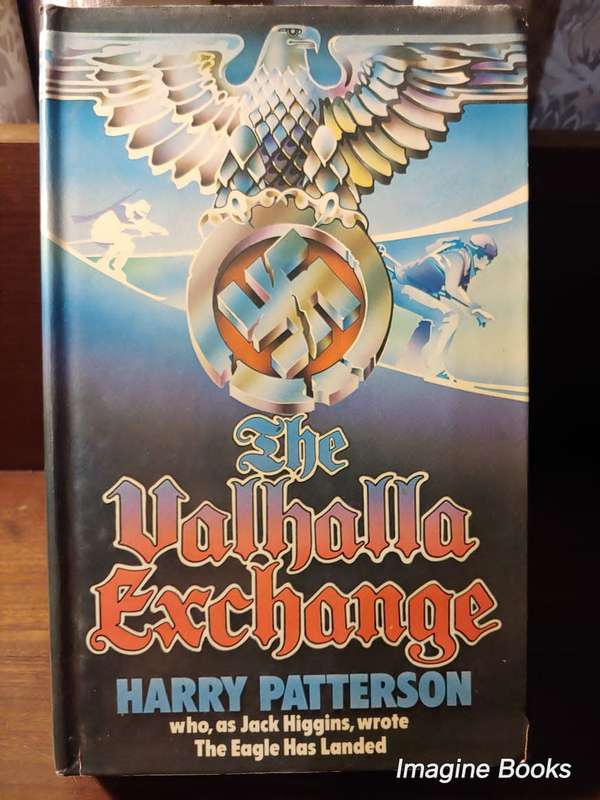 The
Valhalla
Exchange
HARRY PATTERSON
who, as Jack Higgins, wrote
The Eagle Has Landed
Imagine Books